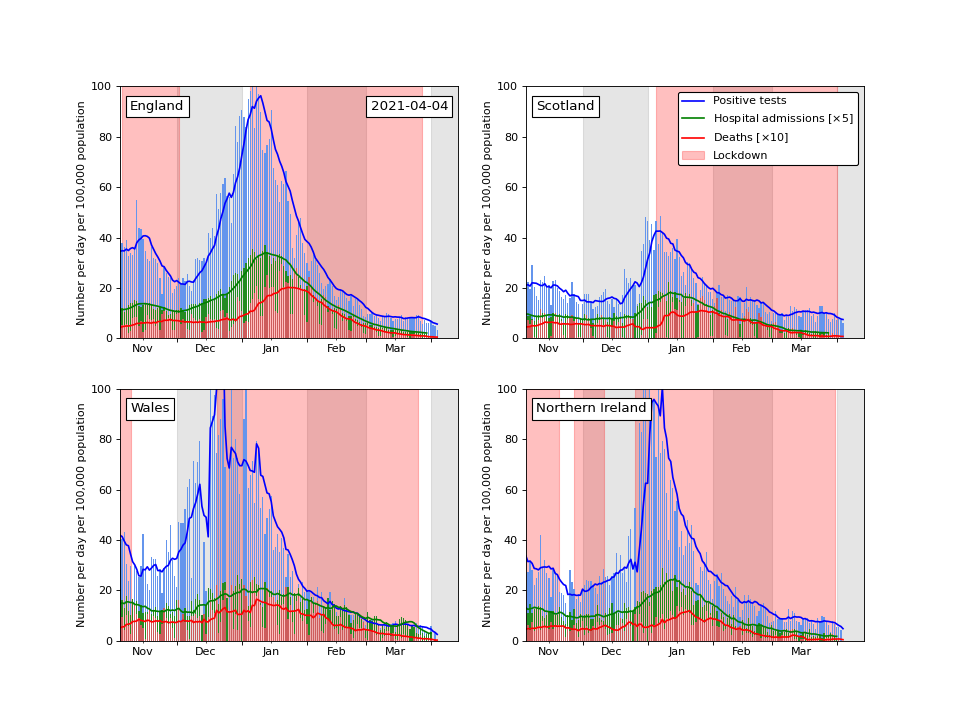 England
2021-04-04
Number per day per 100,000 population
100
80
60
40
20
0
Nov Dec Jan Feb Mar
Scotland
Positive tests
Hospital admissions [×5]
Deaths [×10]
Lockdown
Number per day per 100,000 population
100
80
60
40
20
0
Nov Dec Jan Feb Mar
Wales
Number per day per 100,000 population
100
80
60
40
20
0
Nov Dec Jan Feb Mar
Northern Ireland
Number per day per 100,000 population
100
80
60
40
20
0
Nov Dec Jan Feb Mar